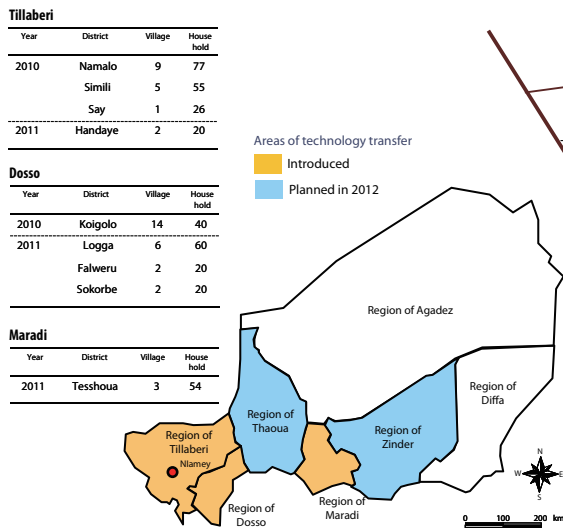 Tillaberi
Year District Village House hold
2010 Namalo 9 77
Simili 5 55
Say 1 26
2011 Handaye 2 20
Dosso
Year District Village House hold
2010 Koigolo 14 40
2011 Logga 6 60
Falweru 2 20
Sokorbe 2 20
Maradi
Year District Village House hold
2011 Tesshoua 3 54
Areas of technology transfer
Introduced
Planned in 2012
Region of Agadez
Region of
Diffa
Region of
Thaoua
Region of
Zinder
Region of
Tillaberi
Nlamey
Region of
Dosso
Region of
Maradi
N
W E
S
0 100 200 km